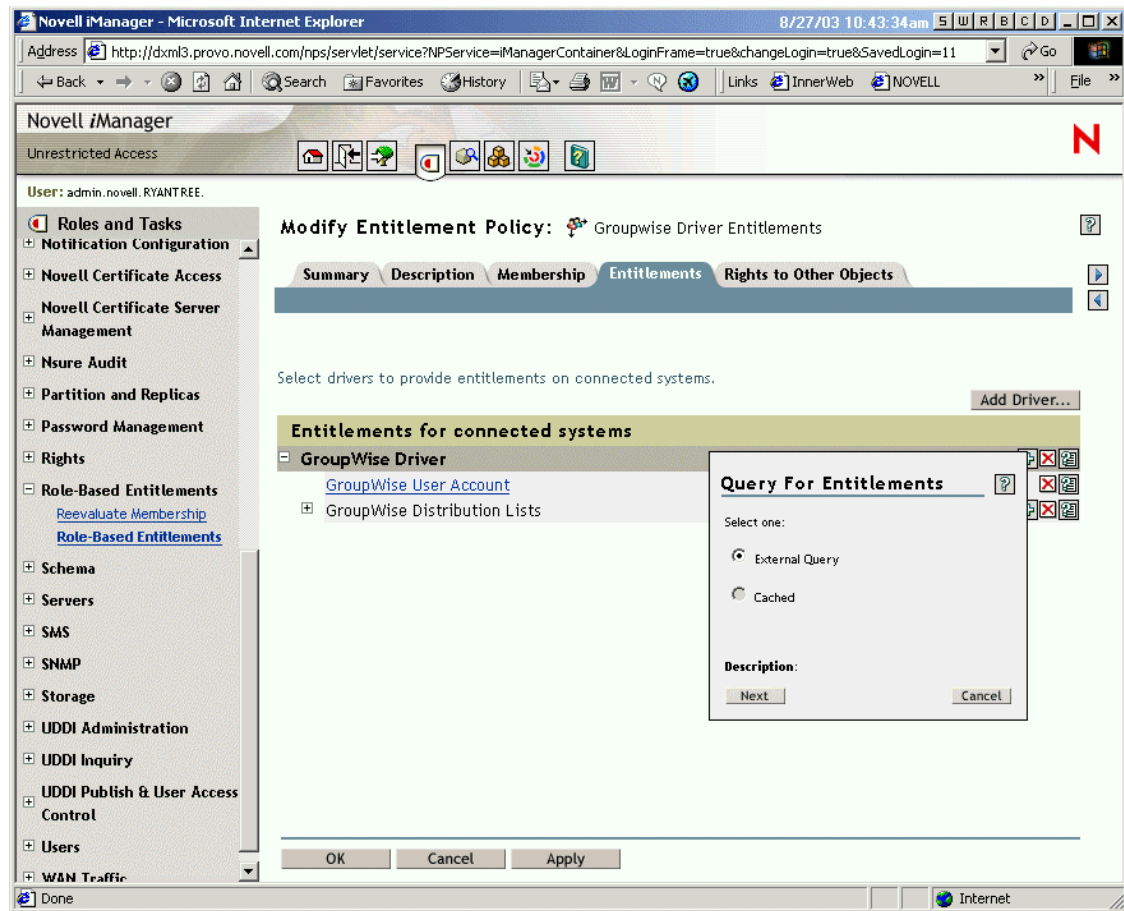 Novell iManager - Microsoft Internet Explorer
8/27/03 10:43:34am S W R B C D
Address http://dxml3.provo.novell.com/nps/servlet/service?NPService=iManagerContainer&LoginFrame=true&changeLogin=true&SavedLogin=11 Go
Back Search Favorites History Links InnerWeb NOVELL » File »
Novell iManager
Unrestricted Access
N
User: admin.novell.RYANTREE.
Roles and Tasks
Notification Configuration
Novell Certificate Access
Novell Certificate Server
Management
Nsure Audit
Partition and Replicas
Password Management
Rights
Role-Based Entitlements
Reevaluate Membership
Role-Based Entitlements
Schema
Servers
SMS
SNMP
Storage
UDDI Administration
UDDI Inquiry
UDDI Publish & User Access
Control
Users
WAN Traffic
Modify Entitlement Policy: Groupwise Driver Entitlements
Summary Description Membership Entitlements Rights to Other Objects
Select drivers to provide entitlements on connected systems.
Add Driver...
Entitlements for connected systems
GroupWise Driver
GroupWise User Account
GroupWise Distribution Lists
Query For Entitlements
Select one:
External Query
Cached
Description:
Next Cancel
OK Cancel Apply
Done Internet